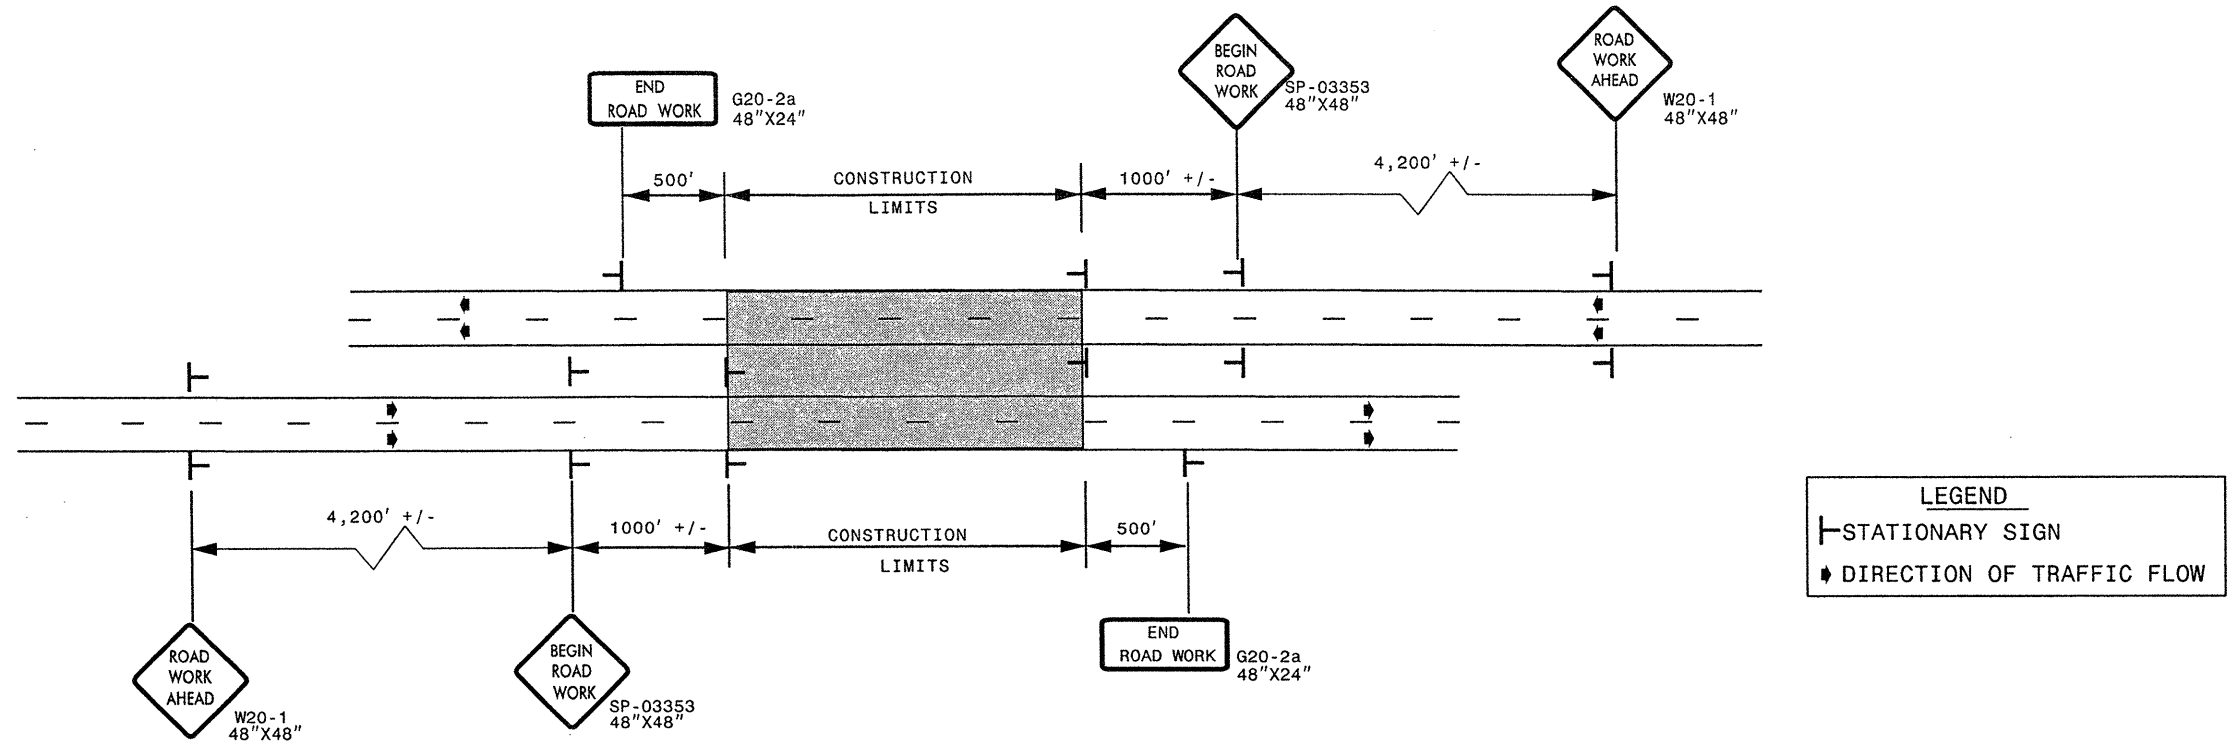 ROAD
WORK
AHEAD
W20-1
48"X48"
BEGIN
ROAD
WORK
SP-03353
48"X48"
END
ROAD WORK
G20-2a
48"X24"
500'
CONSTRUCTION
LIMITS
1000' +/-
4,200' +/-
4,200' +/-
1000' +/-
CONSTRUCTION
LIMITS
500'
ROAD
WORK
AHEAD
W20-1
48"X48"
BEGIN
ROAD
WORK
SP-03353
48"X48"
END
ROAD WORK
G20-2a
48"X24"
LEGEND
STATIONARY SIGN
DIRECTION OF TRAFFIC FLOW